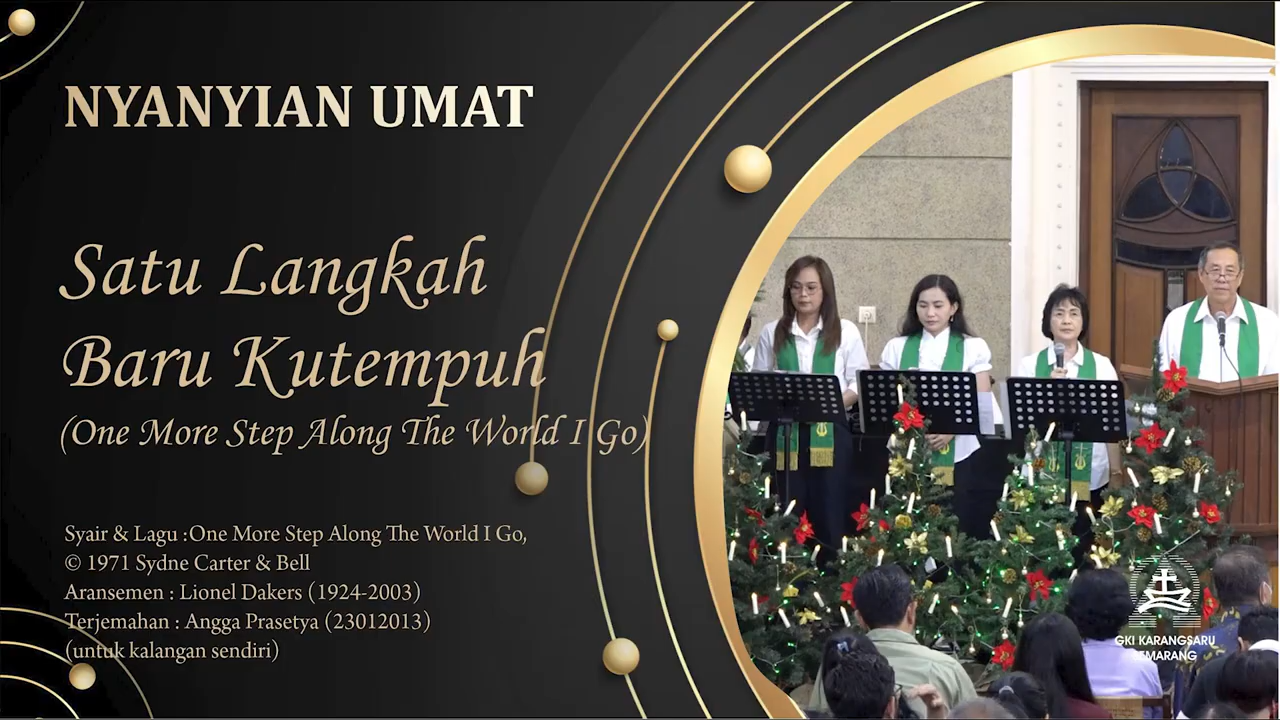 NYANYIAN UMAT
Satu Langkah
Baru Kutempuh
(One More Step Along The World I Go)
Syair & Lagu :One More Step Along The World I Go,
© 1971 Sydne Carter & Bell
Aransemen : Lionel Dakers (1924-2003)
Terjemahan : Angga Prasetya (23012013)
(untuk kalangan sendiri)
GKI KARANGSARU
SEMARANG